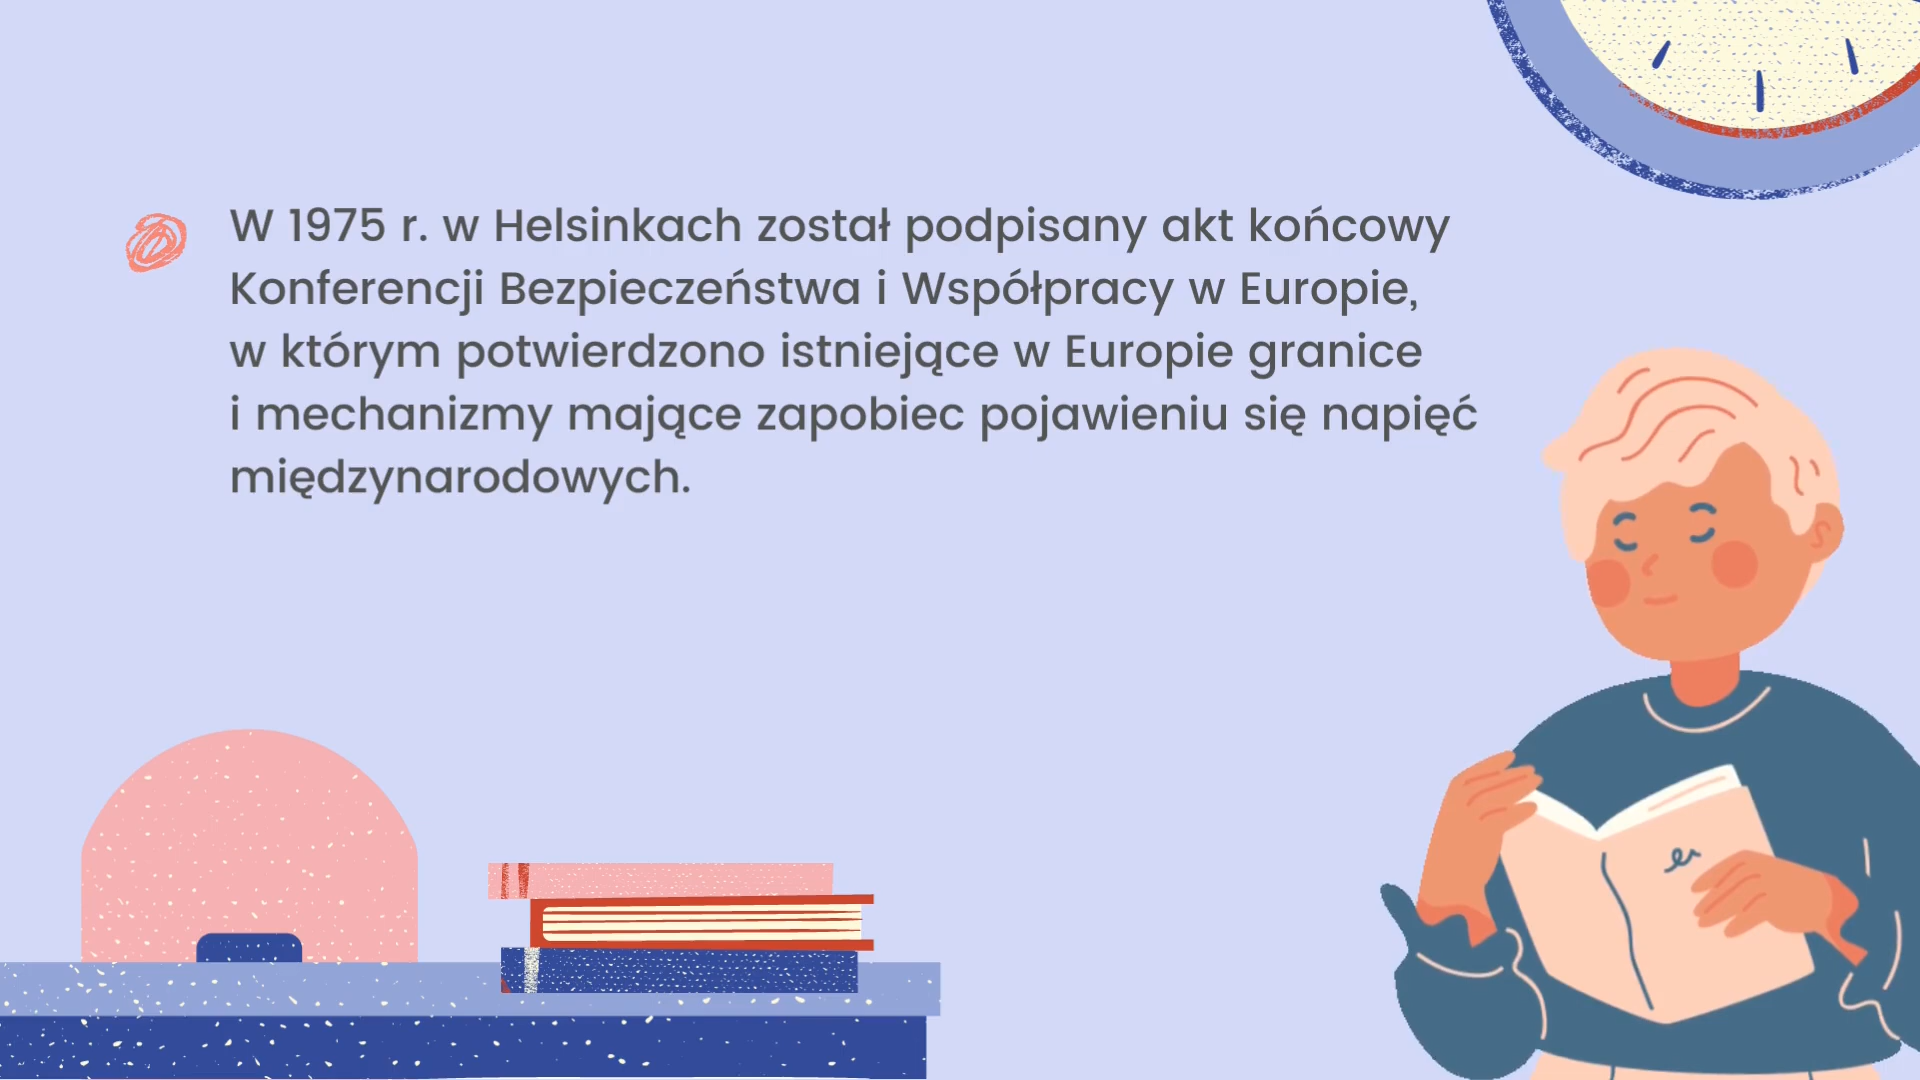 W 1975 r. w Helsinkach został podpisany akt końcowy
Konferencji Bezpieczeństwa i Współpracy w Europie,
w którym potwierdzono istniejące w Europie granice
i mechanizmy mające zapobiec pojawieniu się napięć
międzynarodowych.